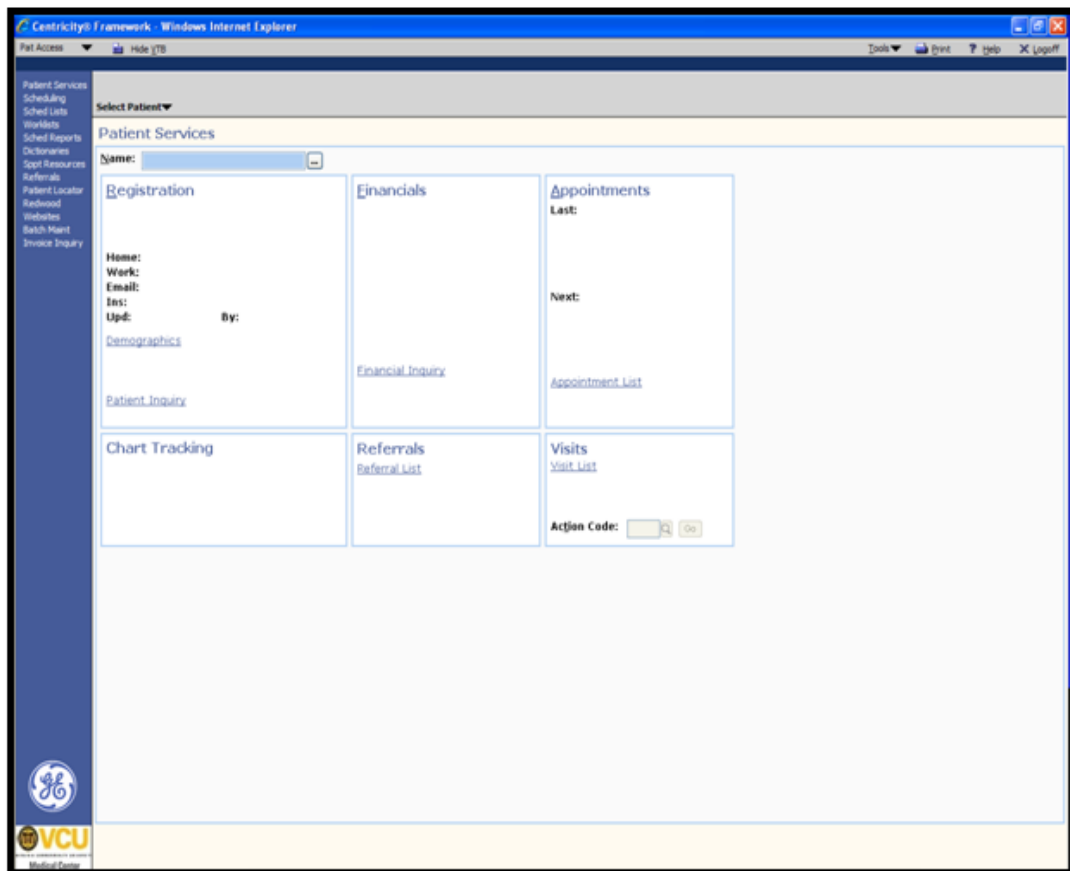 Centricity® Framework - Windows Internet Explorer
Pat Access Hide VTB Tools Print ? Help X Logoff
Patient Services
Scheduling
Sched Lists
Worklists
Sched Reports
Dictionaries
Sppt Resources
Referrals
Patient Locator
Redwood
Websites
Batch Maint
Invoice Inquiry
Select Patient
Patient Services
Name: ...
Registration
Home:
Work:
Email:
Ins:
Upd: By:
Demographics
Patient Inquiry
Financials
Financial Inquiry
Appointments
Last:
Next:
Appointment List
Chart Tracking
Referrals
Referral List
Visits
Visit List
Action Code: Go
GE
VCU
Medical Center